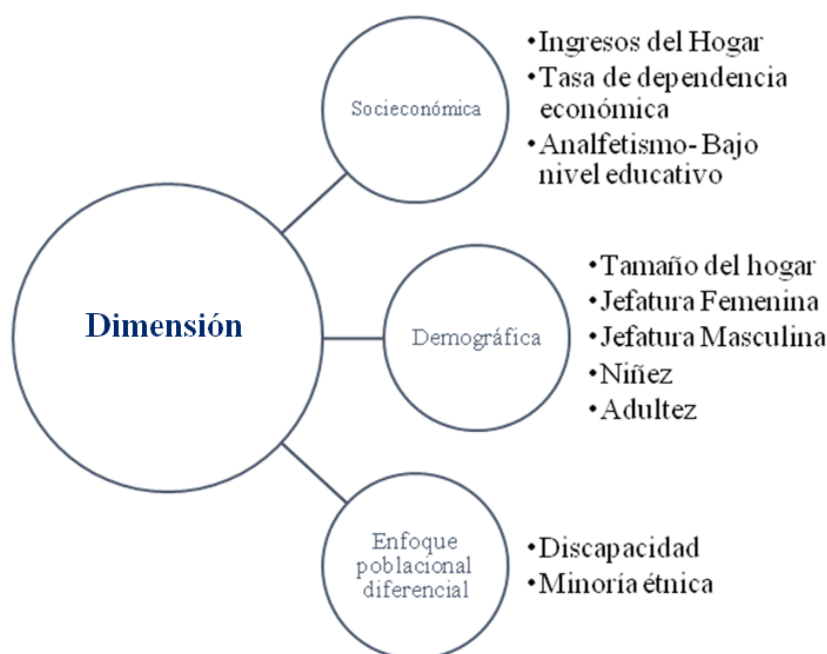 Dimensión
Socieconómica
•Ingresos del Hogar
•Tasa de dependencia
económica
•Analfetismo-Bajo
nivel educativo
Demográfica
•Tamaño del hogar
•Jefatura Femenina
•Jefatura Masculina
•Niñez
•Adultez
Enfoque
poblacional
diferencial
•Discapacidad
•Minoría étnica